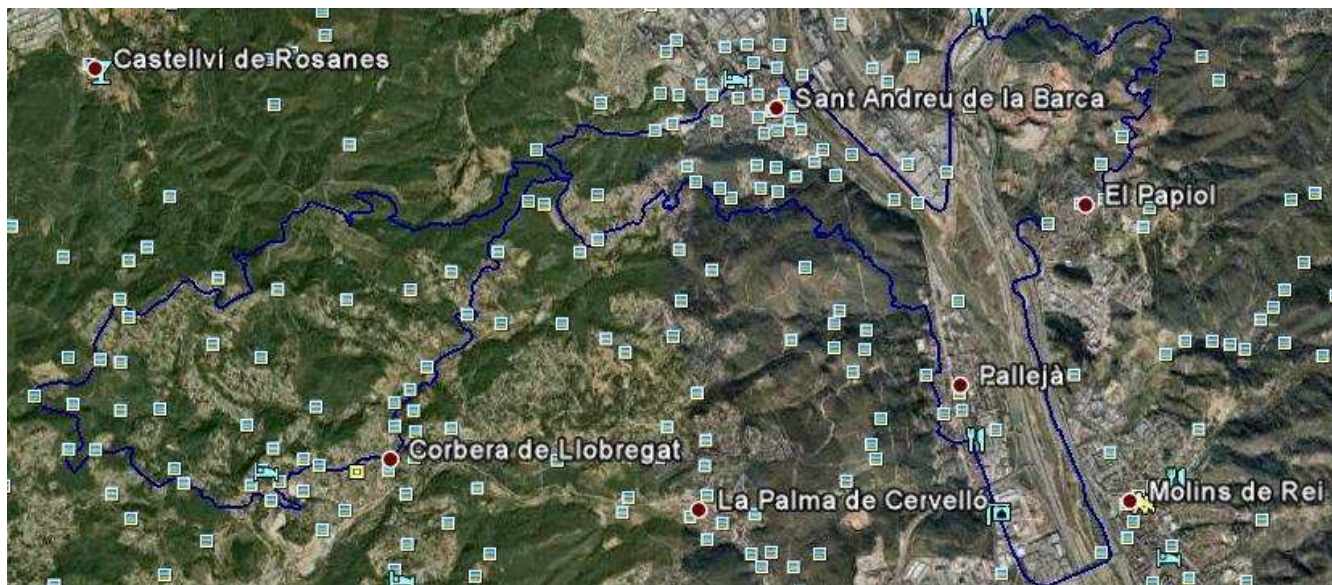 Castellví de Rosanes
Sant Andreu de la Barca
El Papiol
Pallejà
Corbera de Llobregat
La Palma de Cervelló
Molins de Rei